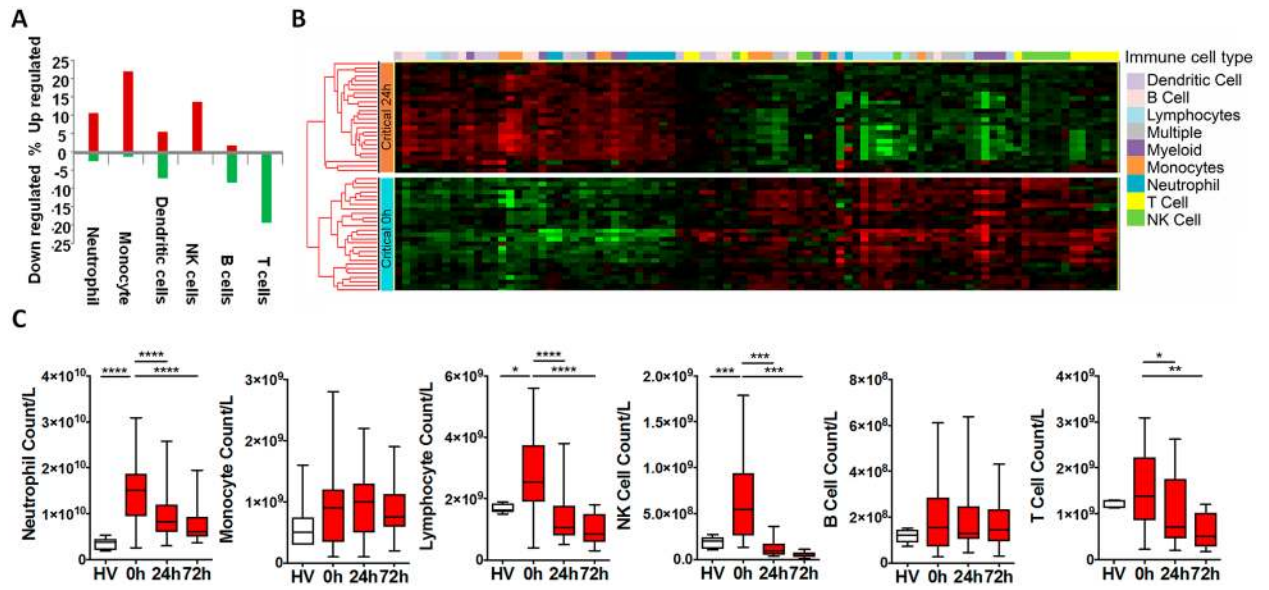 A
B
% Up regulated
Down regulated
25
20
15
10
5
0
-5
-10
-15
-20
-25
Neutrophil
Monocyte
Dendritic cells
NK cells
B cells
T cells
Critical 24h
Critical 0h
Immune cell type
Dendritic Cell
B Cell
Lymphocytes
Multiple
Myeloid
Monocytes
Neutrophil
T Cell
NK Cell
C
Neutrophil Count/L
4×10¹⁰
3×10¹⁰
2×10¹⁰
1×10¹⁰
0
****
****
****
HV 0h 24h 72h
Monocyte Count/L
3×10⁹
2×10⁹
1×10⁹
0
HV 0h 24h 72h
Lymphocyte Count/L
6×10⁹
4×10⁹
2×10⁹
0
*
****
****
HV 0h 24h 72h
NK Cell Count/L
2.0×10⁹
1.5×10⁹
1.0×10⁹
5.0×10⁸
0.0
***
***
***
HV 0h 24h 72h
B Cell Count/L
8×10⁸
6×10⁸
4×10⁸
2×10⁸
0
HV 0h 24h 72h
T Cell Count/L
4×10⁹
3×10⁹
2×10⁹
1×10⁹
0
*
**
HV 0h 24h 72h